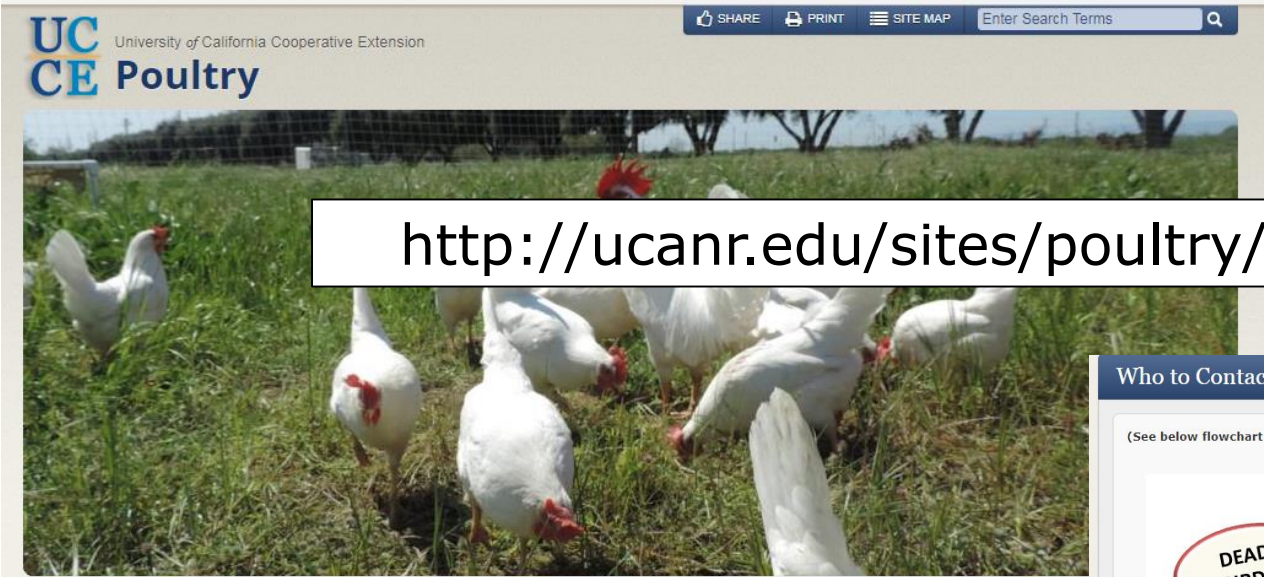 SHARE PRINT SITE MAP Enter Search Terms
UC
CE
University of California Cooperative Extension
Poultry
http://ucanr.edu/sites/poultry/
Who to Contac
(See below flowchart
DEAD